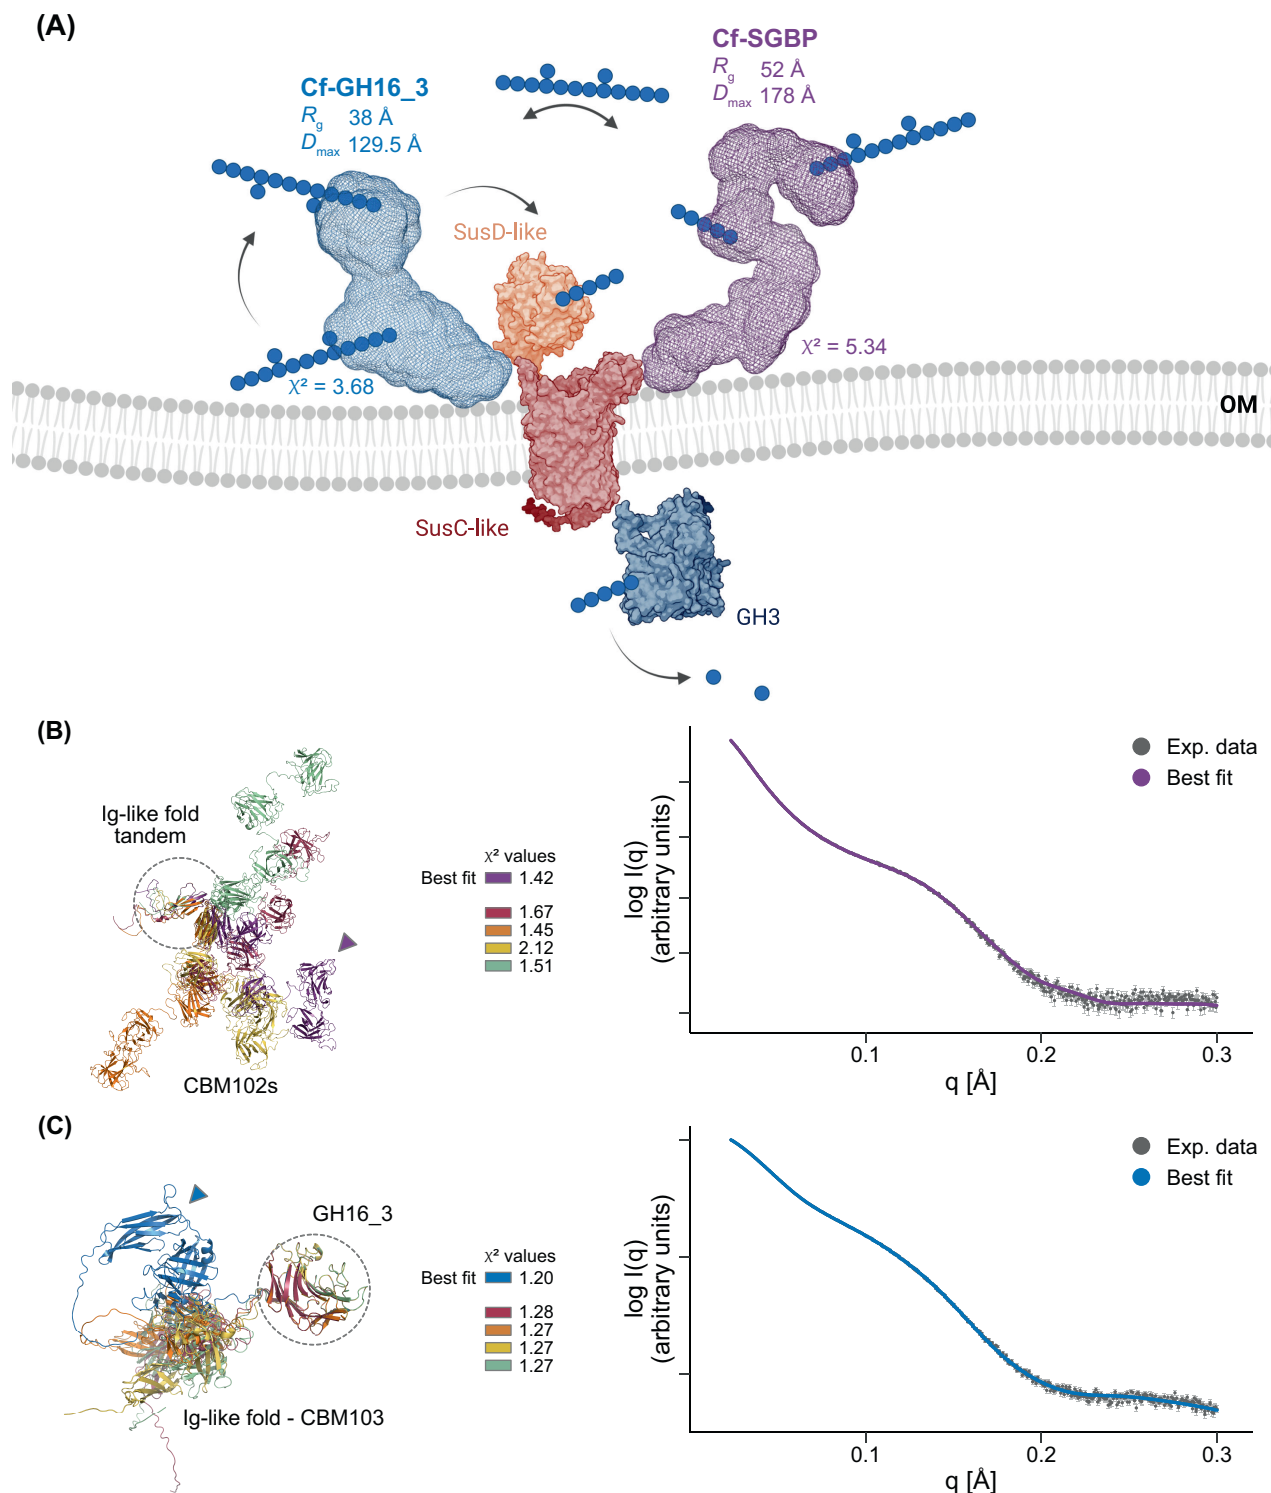 (A)
Cf-GH16_3
Rg 38 Å
Dmax 129.5 Å
Cf-SGBP
Rg 52 Å
Dmax 178 Å
SusD-like
χ² = 3.68
χ² = 5.34
OM
SusC-like
GH3
(B)
Ig-like fold
tandem
CBM102s
χ² values
Best fit 1.42
1.67
1.45
2.12
1.51
log I(q)
(arbitrary units)
Exp. data
Best fit
0.1 0.2 0.3
q [Å]
(C)
GH16_3
Ig-like fold - CBM103
χ² values
Best fit 1.20
1.28
1.27
1.27
1.27
log I(q)
(arbitrary units)
Exp. data
Best fit
0.1 0.2 0.3
q [Å]